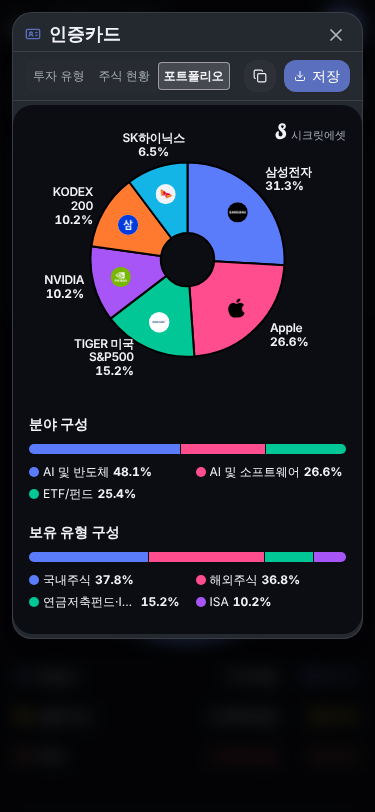 인증카드
투자 유형
주식 현황
포트폴리오
저장
시크릿에셋
SK하이닉스
6.5%
삼성전자
31.3%
KODEX
200
10.2%
삼
SAMSUNG
NVIDIA
10.2%
TIGER 미국
S&P500
15.2%
Apple
26.6%
분야 구성
AI 및 반도체 48.1%
AI 및 소프트웨어 26.6%
ETF/펀드 25.4%
보유 유형 구성
국내주식 37.8%
해외주식 36.8%
연금저축펀드·I... 15.2%
ISA 10.2%